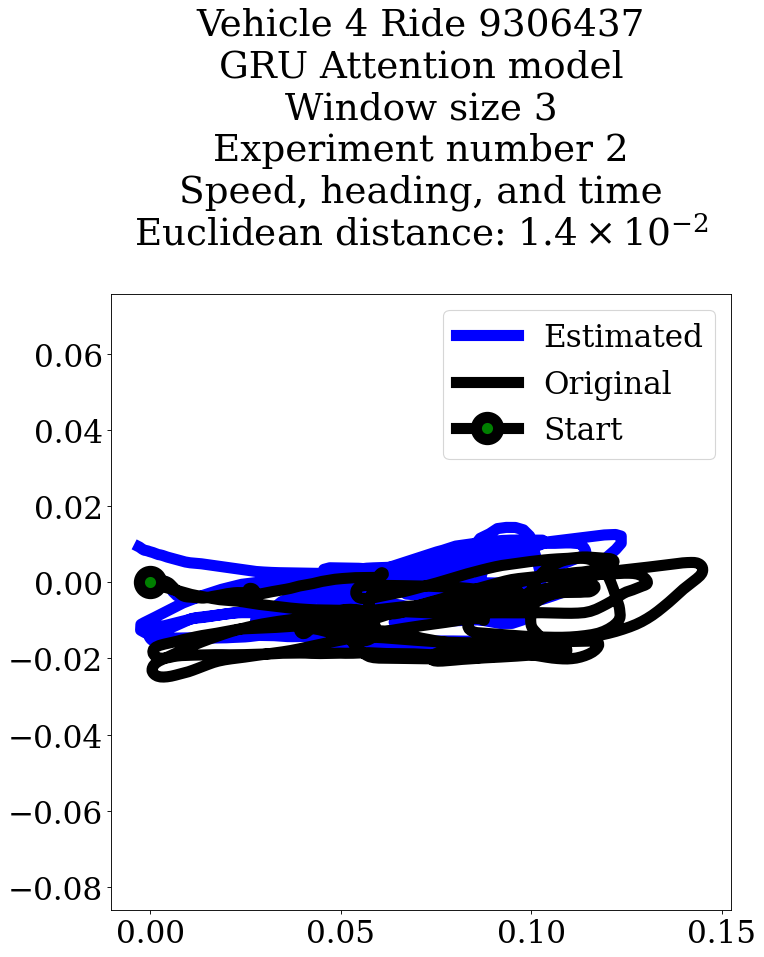 Vehicle 4 Ride 9306437
GRU Attention model
Window size 3
Experiment number 2
Speed, heading, and time
Euclidean distance: 1.4 × 10⁻²
Estimated
Original
Start
0.06
0.04
0.02
0.00
−0.02
−0.04
−0.06
−0.08
0.00 0.05 0.10 0.15